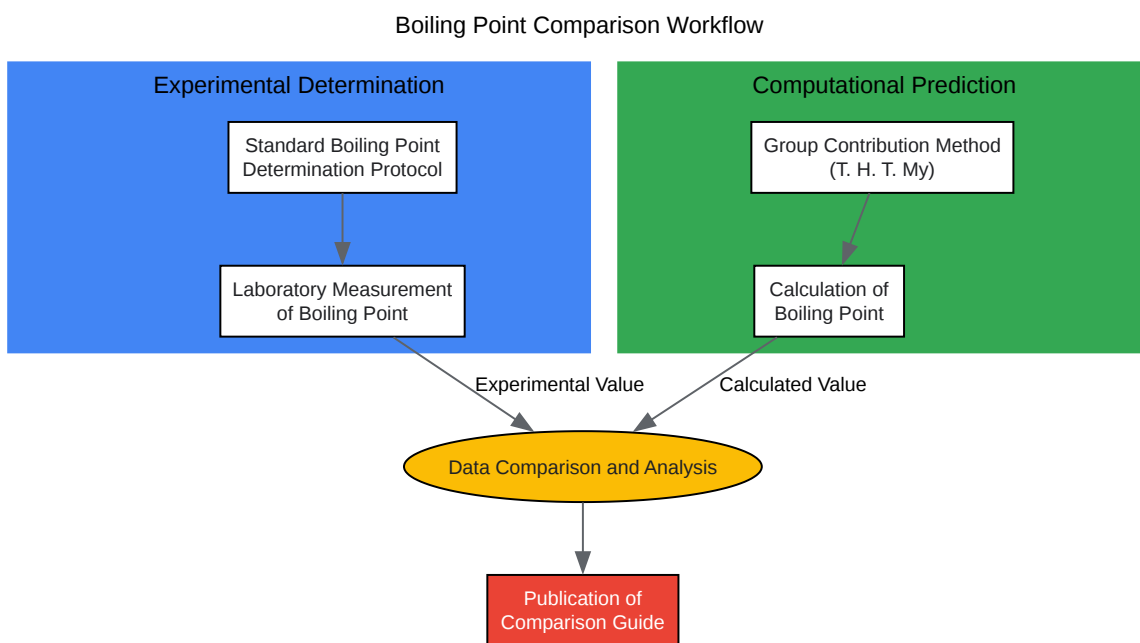 Boiling Point Comparison Workflow
Experimental Determination
Standard Boiling Point
Determination Protocol
Laboratory Measurement
of Boiling Point
Computational Prediction
Group Contribution Method
(T. H. T. My)
Calculation of
Boiling Point
Experimental Value
Calculated Value
Data Comparison and Analysis
Publication of
Comparison Guide